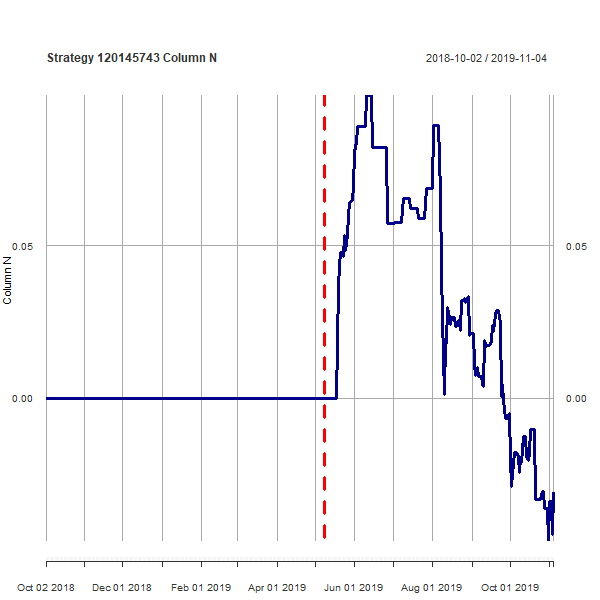 Strategy 120145743 Column N
2018-10-02 / 2019-11-04
Column N
0.05
0.05
0.00
0.00
Oct 02 2018
Dec 01 2018
Feb 01 2019
Apr 01 2019
Jun 01 2019
Aug 01 2019
Oct 01 2019